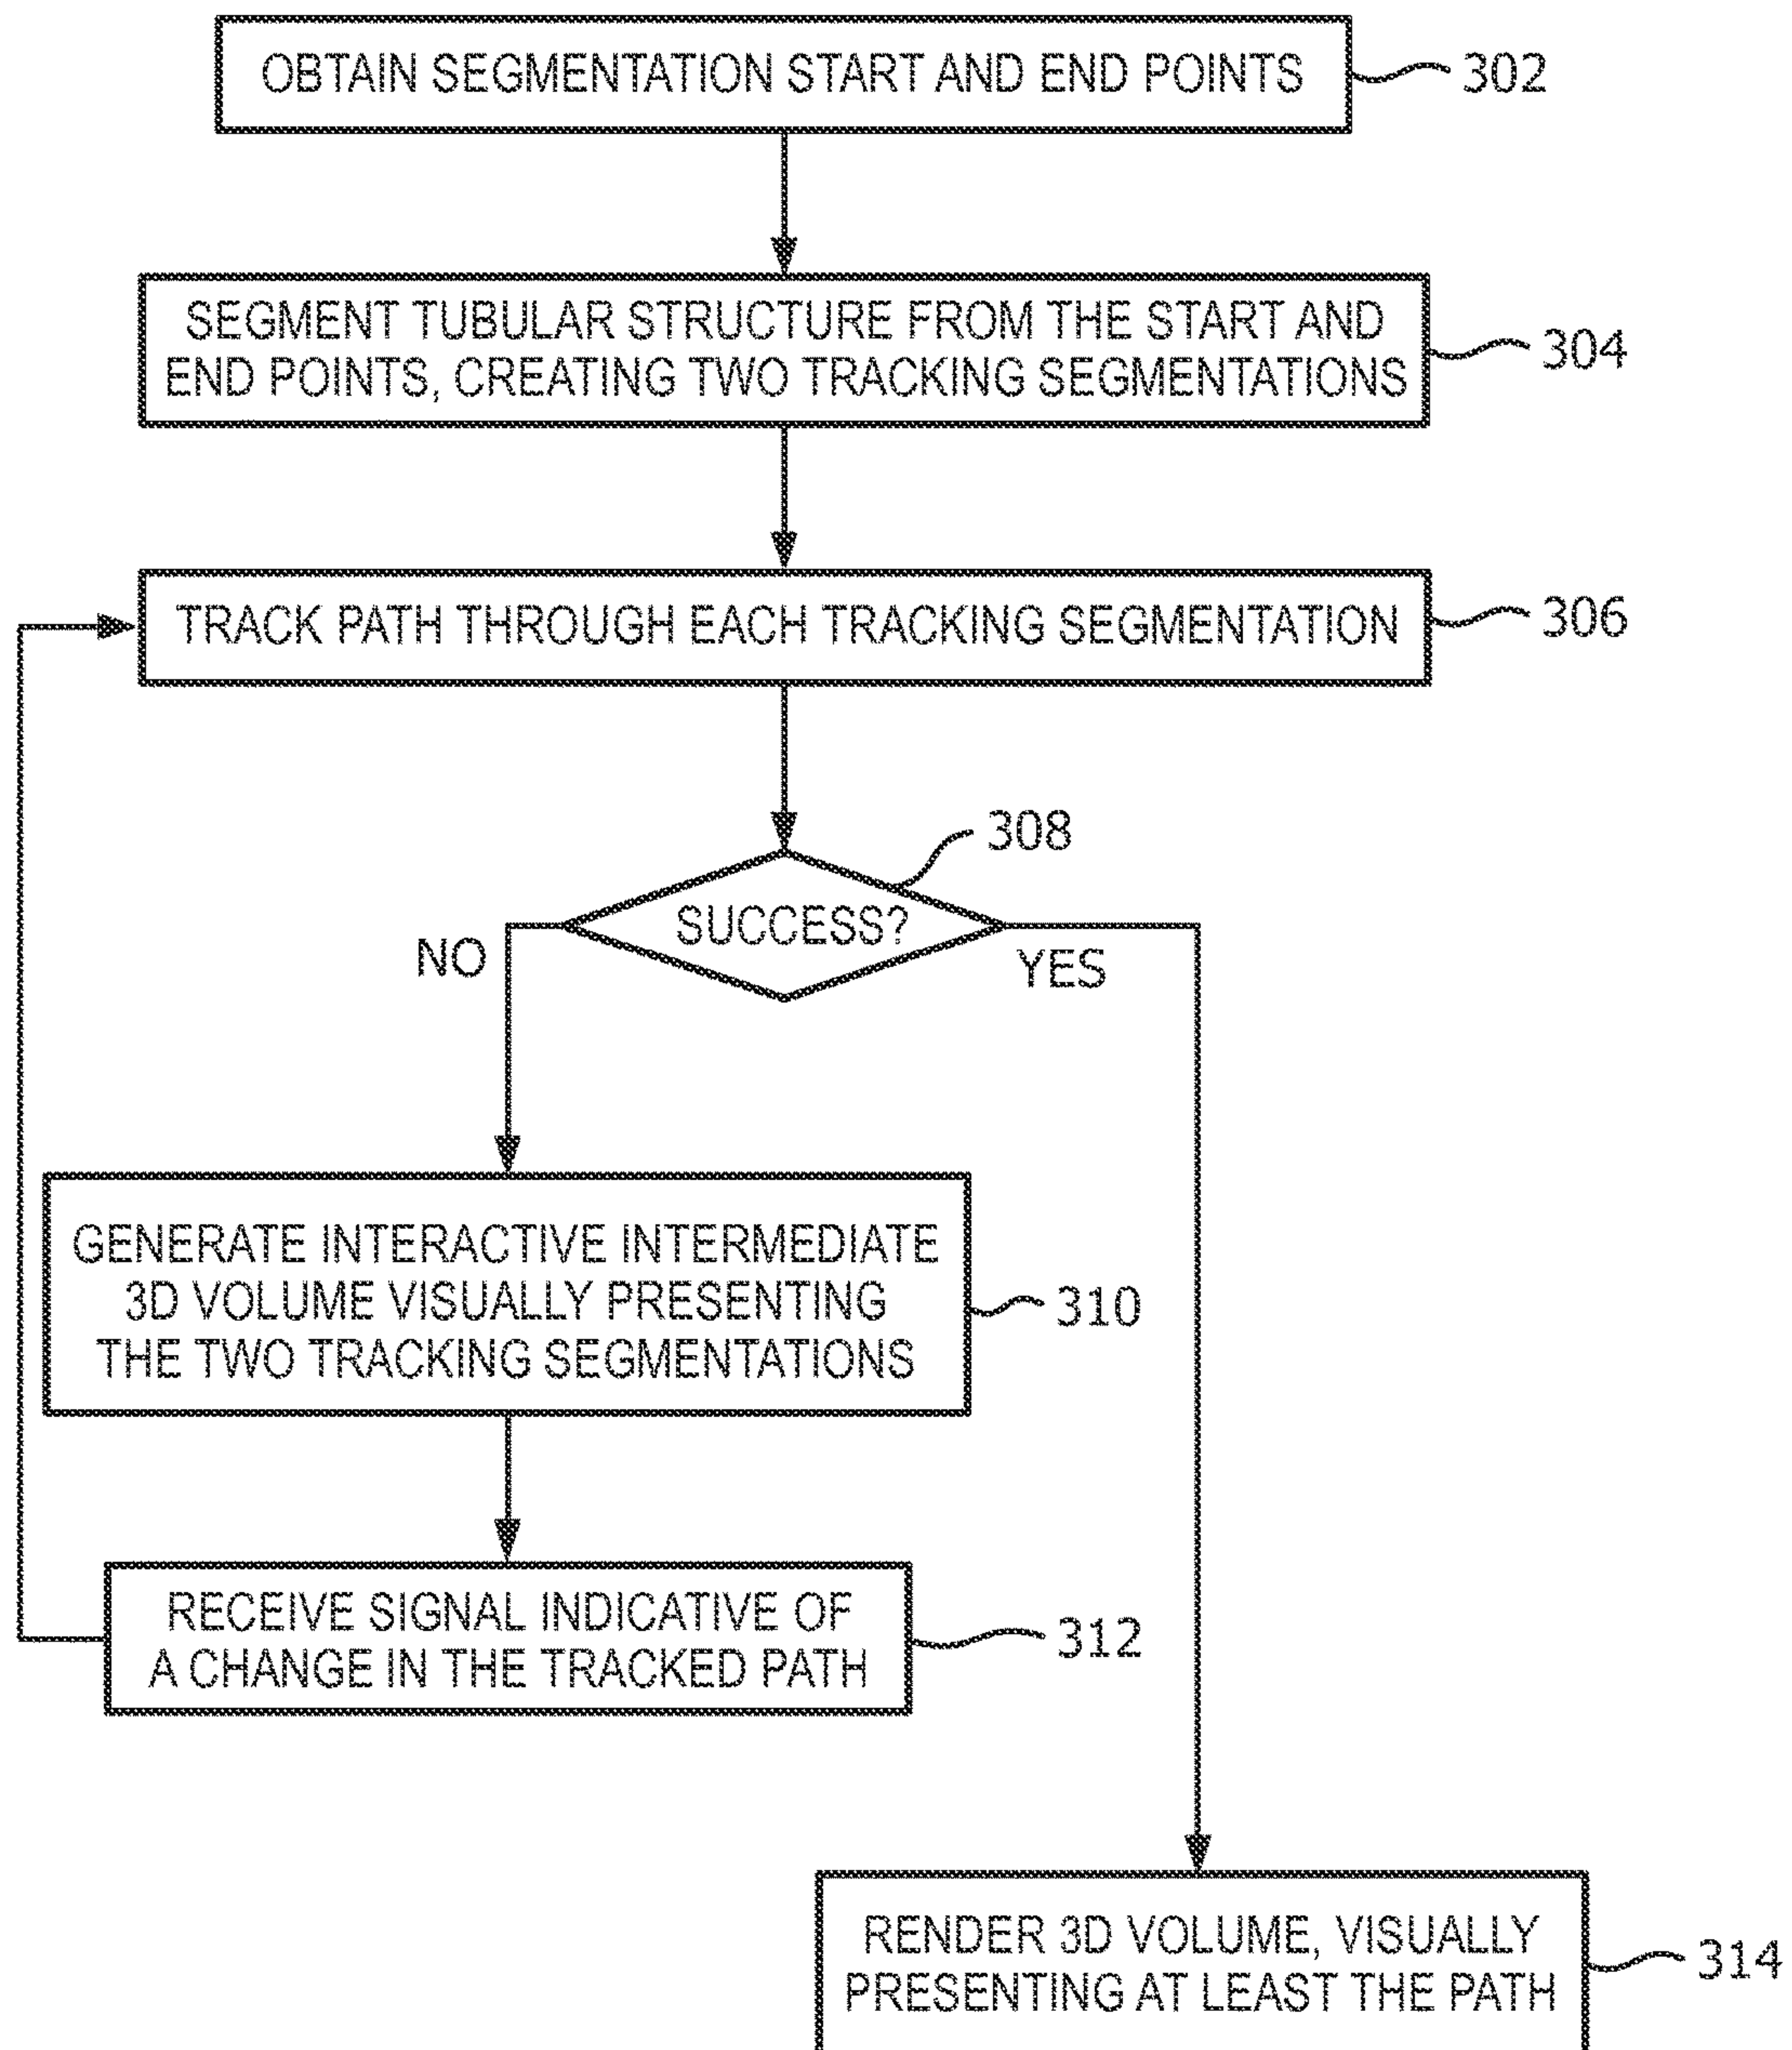 OBTAIN SEGMENTATION START AND END POINTS
302
SEGMENT TUBULAR STRUCTURE FROM THE START AND
END POINTS, CREATING TWO TRACKING SEGMENTATIONS
304
TRACK PATH THROUGH EACH TRACKING SEGMENTATION
306
308
SUCCESS?
NO
YES
GENERATE INTERACTIVE INTERMEDIATE
3D VOLUME VISUALLY PRESENTING
THE TWO TRACKING SEGMENTATIONS
310
RECEIVE SIGNAL INDICATIVE OF
A CHANGE IN THE TRACKED PATH
312
RENDER 3D VOLUME, VISUALLY
PRESENTING AT LEAST THE PATH
314